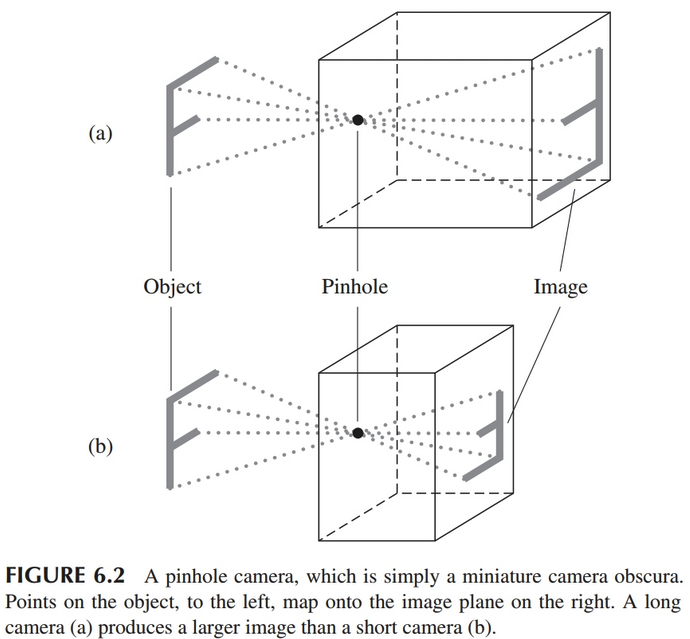 (a)
Object
Pinhole
Image
(b)
FIGURE 6.2 A pinhole camera, which is simply a miniature camera obscura.
Points on the object, to the left, map onto the image plane on the right. A long
camera (a) produces a larger image than a short camera (b).